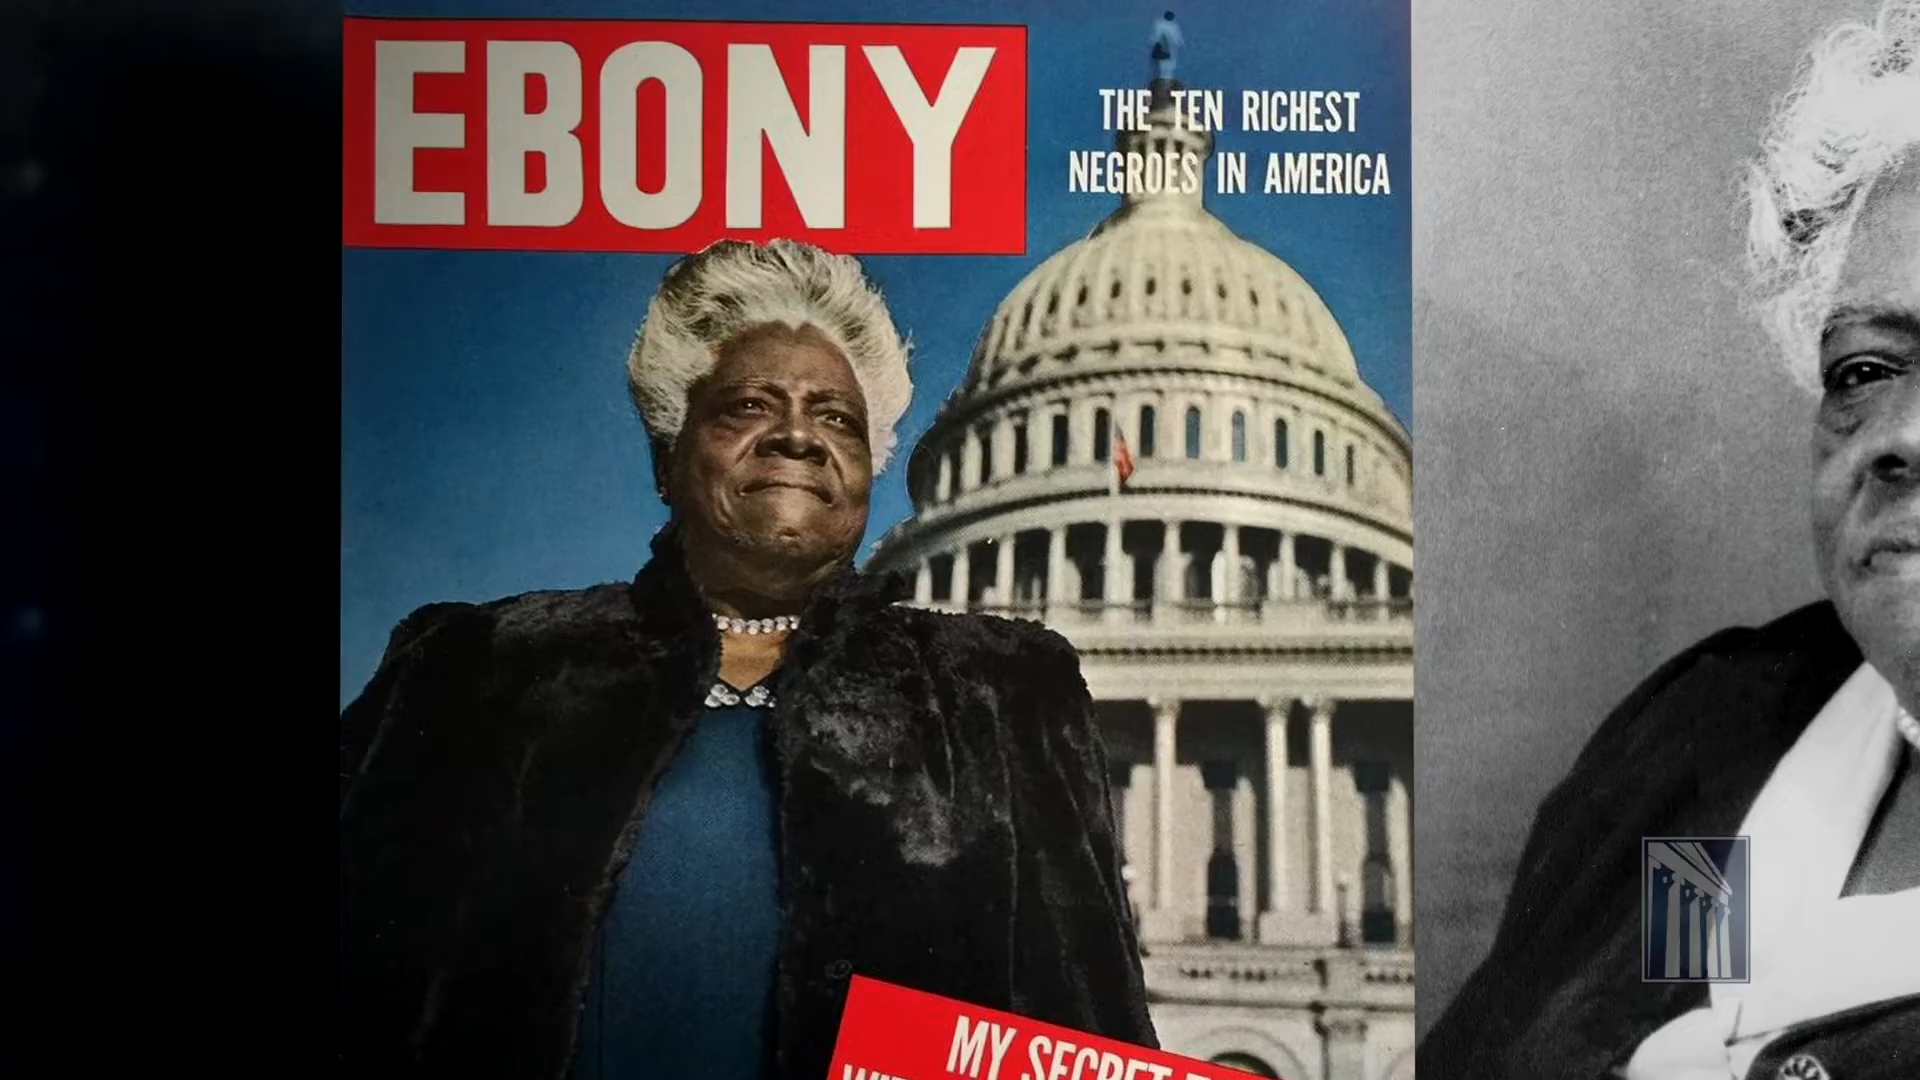 EBONY
THE TEN RICHEST
NEGROES IN AMERICA
MY SECRET